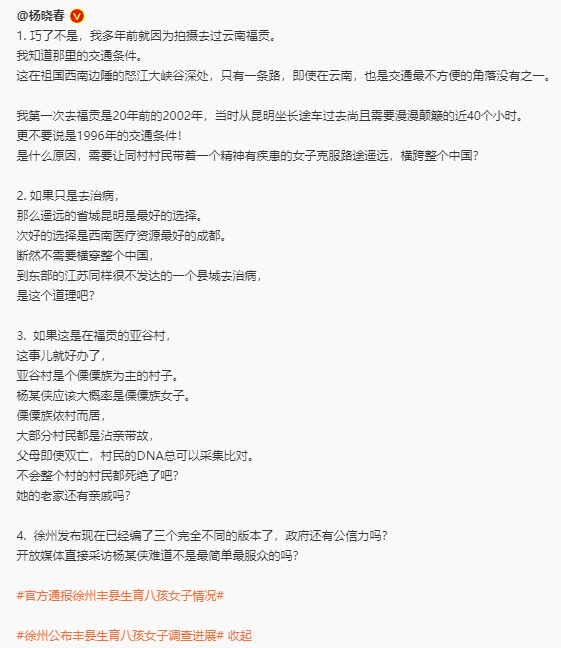 @杨晓春
1. 巧了不是，我多年前就因为拍摄去过云南福贡。
我知道那里的交通条件。
这在祖国西南边陲的怒江大峡谷深处，只有一条路，即使在云南，也是交通最不方便的角落没有之一。
我第一次去福贡是20年前的2002年，当时从昆明坐长途车过去尚且需要漫漫颠簸的近40个小时。
更不要说是1996年的交通条件!
是什么原因，需要让同村村民带着一个精神有疾患的女子克服路途遥远，横跨整个中国?
2. 如果只是去治病，
那么遥远的省城昆明是最好的选择。
次好的选择是西南医疗资源最好的成都。
断然不需要横穿整个中国，
到东部的江苏同样很不发达的一个县城去治病，
是这个道理吧?
3. 如果这是在福贡的亚谷村，
这事儿就好办了，
亚谷村是个傈僳族为主的村子。
杨某侠应该大概率是傈僳族女子。
傈僳族依村而居，
大部分村民都是沾亲带故，
父母即使双亡，村民的DNA总可以采集比对。
不会整个村的村民都死绝了吧?
她的老家还有亲戚吗?
4. 徐州发布现在已经编了三个完全不同的版本了，政府还有公信力吗?
开放媒体直接采访杨某侠难道不是最简单最服众的吗?
#官方通报徐州丰县生育八孩女子情况#
#徐州公布丰县生育八孩女子调查进展# 收起